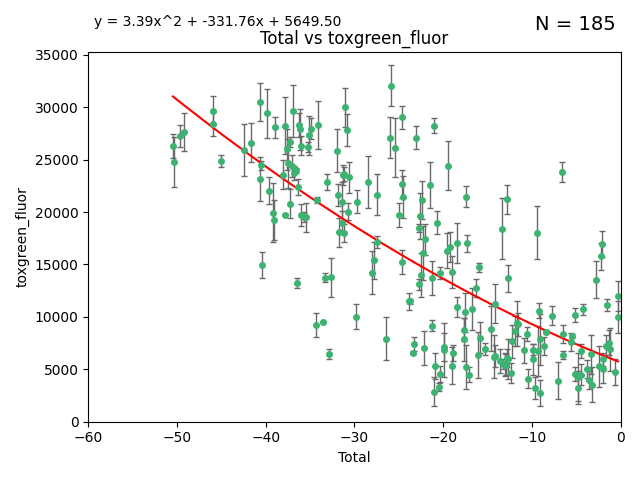 y = 3.39x^2 + -331.76x + 5649.50
N = 185
Total vs toxgreen_fluor
35000
30000
25000
20000
15000
10000
5000
0
toxgreen_fluor
−60 −50 −40 −30 −20 −10 0
Total